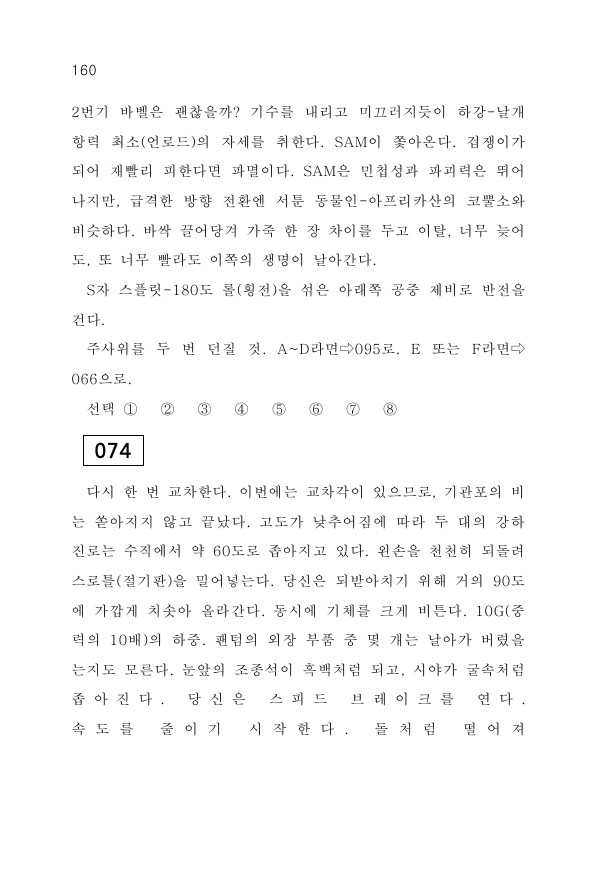 160
2번기 바벨은 괜찮을까? 기수를 내리고 미끄러지듯이 하강-날개
항력 최소(언로드)의 자세를 취한다. SAM이 쫓아온다. 겁쟁이가
되어 재빨리 피한다면 파멸이다. SAM은 민첩성과 파괴력은 뛰어
나지만, 급격한 방향 전환엔 서툰 동물인-아프리카산의 코뿔소와
비슷하다. 바싹 끌어당겨 가죽 한 장 차이를 두고 이탈, 너무 늦어
도, 또 너무 빨라도 이쪽의 생명이 날아간다.
S자 스플릿-180도 롤(횡전)을 섞은 아래쪽 공중 제비로 반전을
건다.
주사위를 두 번 던질 것. A~D라면⇨095로. E 또는 F라면⇨
066으로.
선택 ① ② ③ ④ ⑤ ⑥ ⑦ ⑧
074
다시 한 번 교차한다. 이번에는 교차각이 있으므로, 기관포의 비
는 쏟아지지 않고 끝났다. 고도가 낮추어짐에 따라 두 대의 강하
진로는 수직에서 약 60도로 좁아지고 있다. 왼손을 천천히 되돌려
스로틀(절기판)을 밀어넣는다. 당신은 되받아치기 위해 거의 90도
에 가깝게 치솟아 올라간다. 동시에 기체를 크게 비튼다. 10G(중
력의 10배)의 하중. 팬텀의 외장 부품 중 몇 개는 날아가 버렸을
는지도 모른다. 눈앞의 조종석이 흑백처럼 되고, 시야가 굴속처럼
좁아진다. 당신은 스피드 브레이크를 연다.
속도를 줄이기 시작한다. 돌처럼 떨어져